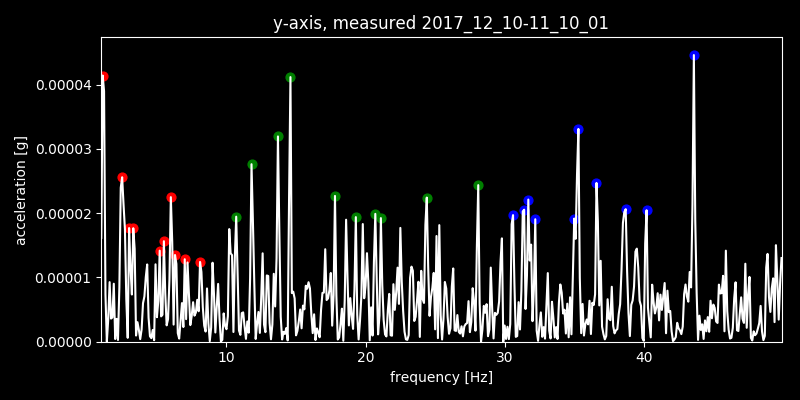 y-axis, measured 2017_12_10-11_10_01
0.00004
0.00003
0.00002
0.00001
0.00000
acceleration [g]
10 20 30 40
frequency [Hz]